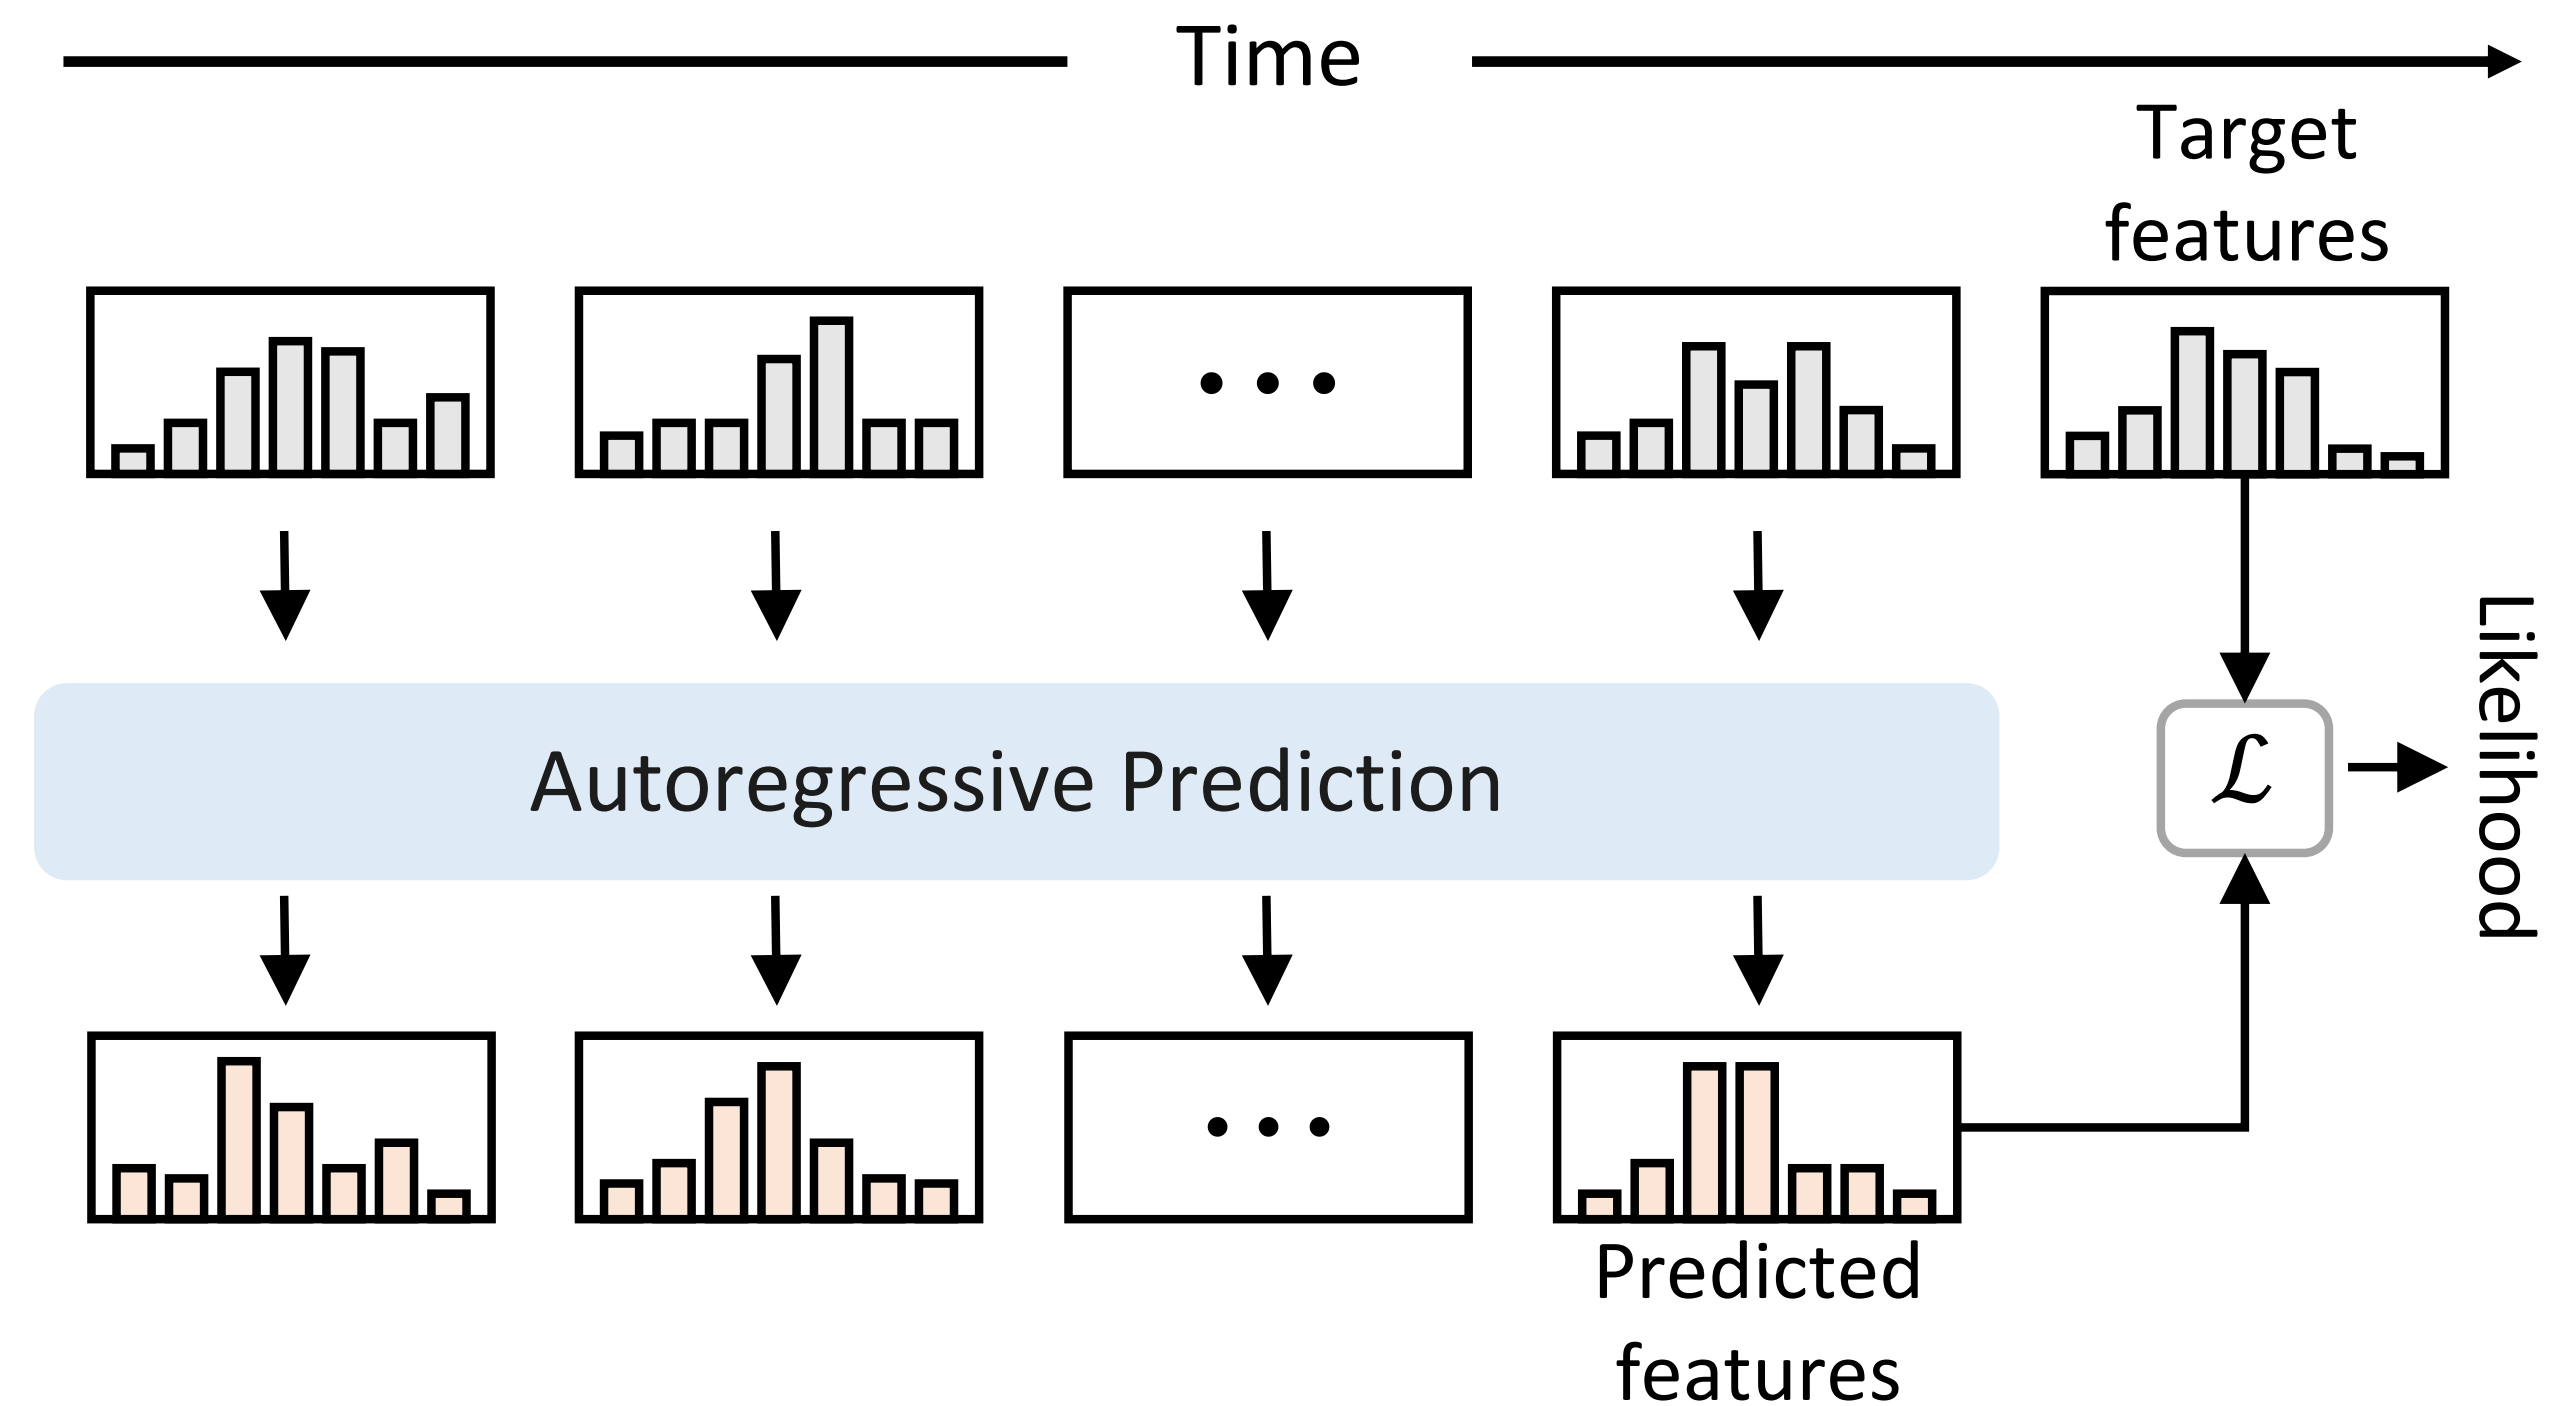 Time
Target
features
• • •
Autoregressive Prediction
ℒ
Likelihood
• • •
Predicted
features